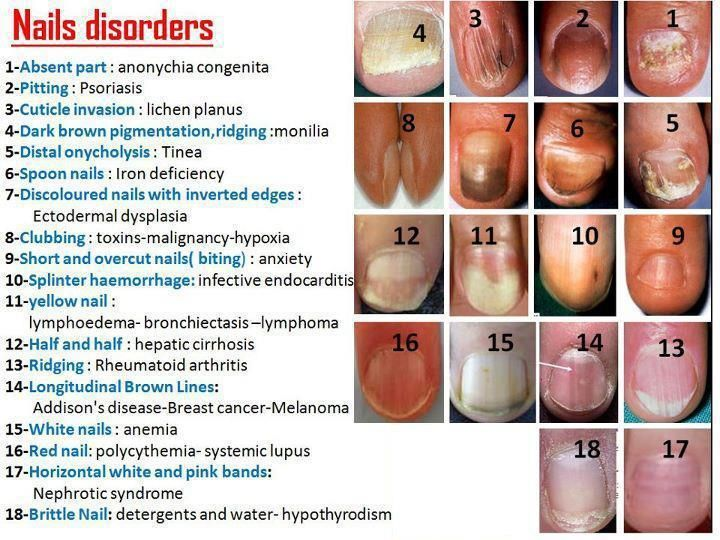 Nails disorders
1-Absent part : anonychia congenita
2-Pitting : Psoriasis
3-Cuticle invasion : lichen planus
4-Dark brown pigmentation,ridging :monilia
5-Distal onycholysis : Tinea
6-Spoon nails : Iron deficiency
7-Discoloured nails with inverted edges :
Ectodermal dysplasia
8-Clubbing : toxins-malignancy-hypoxia
9-Short and overcut nails( biting) : anxiety
10-Splinter haemorrhage: infective endocarditis
11-yellow nail :
lymphoedema- bronchiectasis –lymphoma
12-Half and half : hepatic cirrhosis
13-Ridging : Rheumatoid arthritis
14-Longitudinal Brown Lines:
Addison's disease-Breast cancer-Melanoma
15-White nails : anemia
16-Red nail: polycythemia- systemic lupus
17-Horizontal white and pink bands:
Nephrotic syndrome
18-Brittle Nail: detergents and water- hypothyrodism
4 3 2 1
8 7 6 5
12 11 10 9
16 15 14 13
18 17